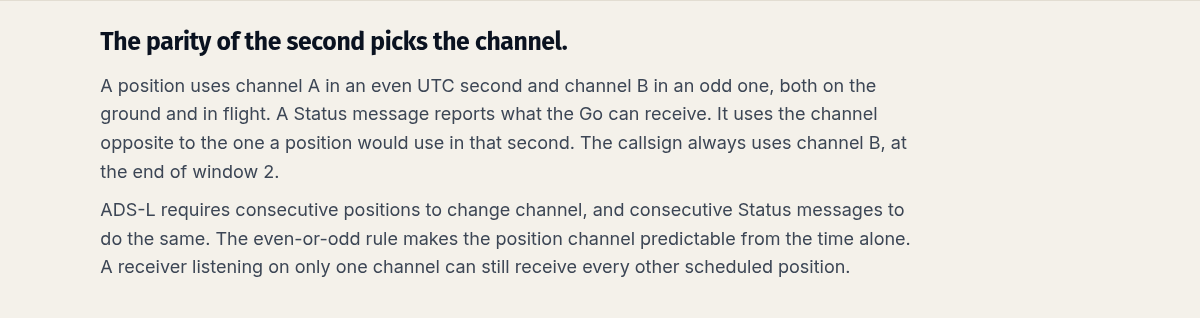 The parity of the second picks the channel.
A position uses channel A in an even UTC second and channel B in an odd one, both on the
ground and in flight. A Status message reports what the Go can receive. It uses the channel
opposite to the one a position would use in that second. The callsign always uses channel B, at
the end of window 2.
ADS-L requires consecutive positions to change channel, and consecutive Status messages to
do the same. The even-or-odd rule makes the position channel predictable from the time alone.
A receiver listening on only one channel can still receive every other scheduled position.